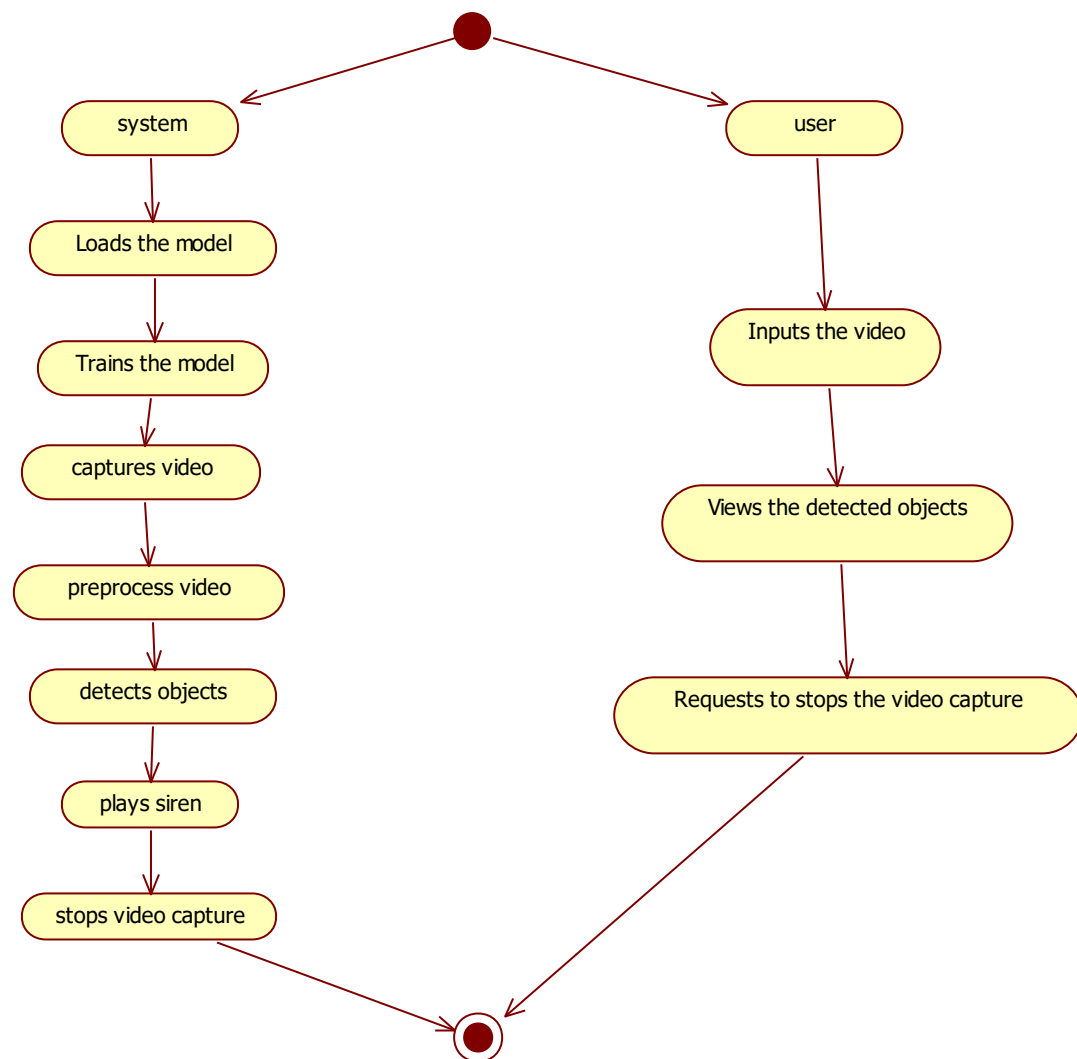 system
user
Loads the model
Inputs the video
Trains the model
captures video
Views the detected objects
preprocess video
detects objects
Requests to stops the video capture
plays siren
stops video capture